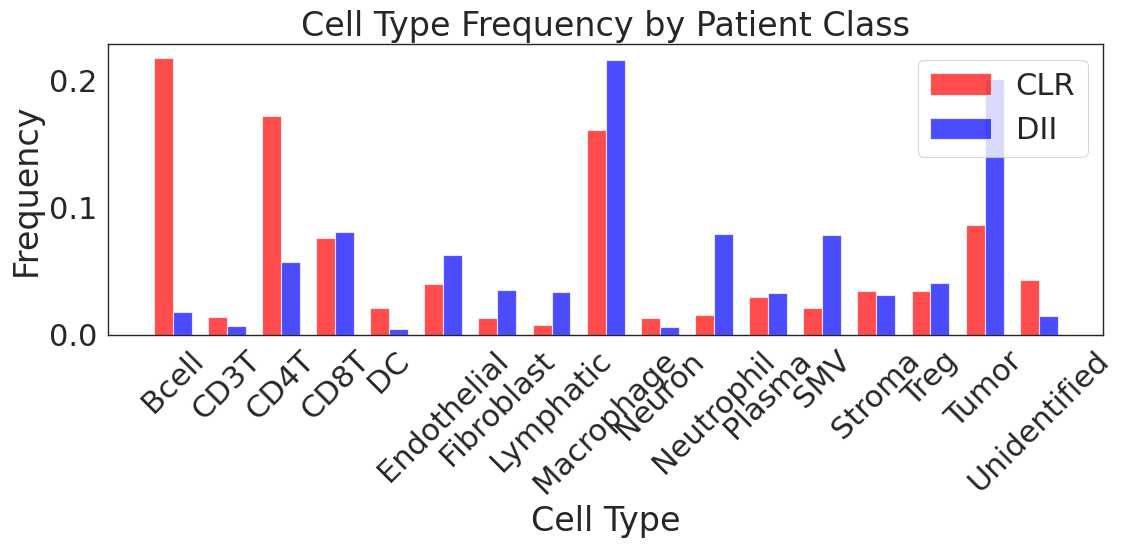 Cell Type Frequency by Patient Class
CLR
DII
Frequency
0.2
0.1
0.0
Bcell
CD3T
CD4T
CD8T
DC
Endothelial
Fibroblast
Lymphatic
Macrophage
Neuron
Neutrophil
Plasma
SMV
Stroma
Treg
Tumor
Unidentified
Cell Type